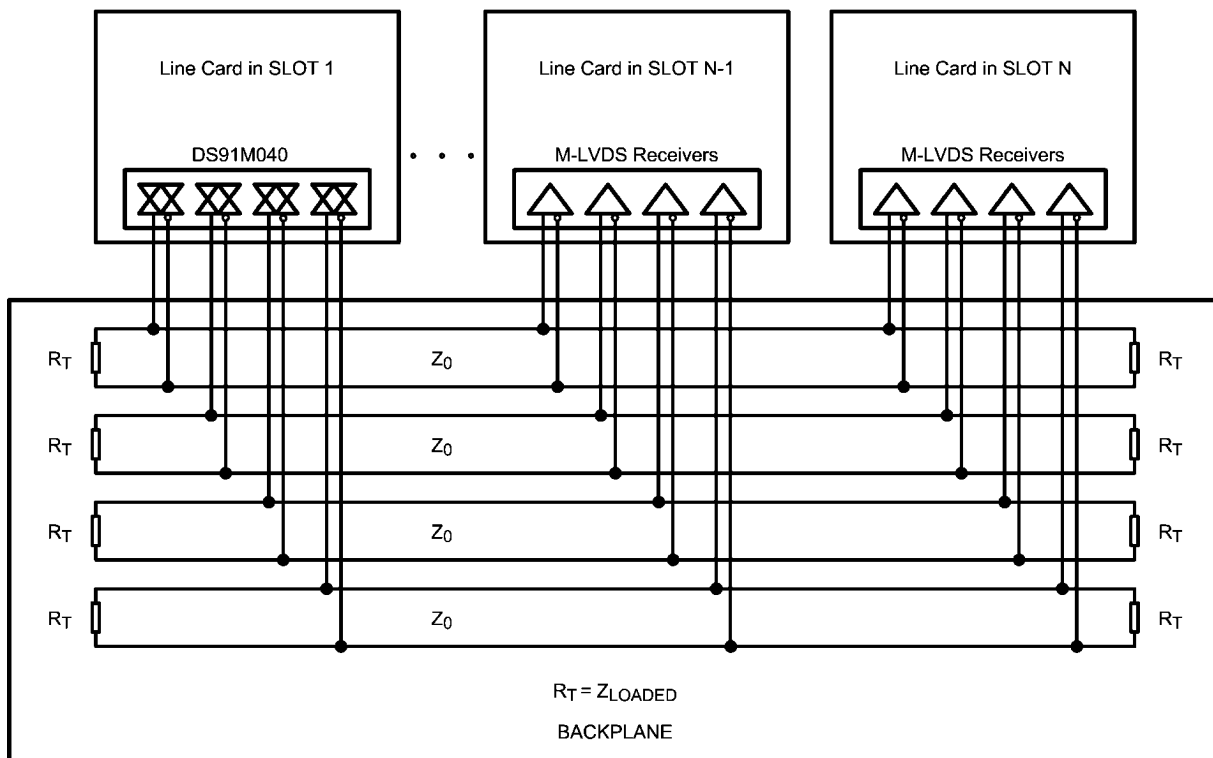 Line Card in SLOT 1
Line Card in SLOT N-1
Line Card in SLOT N
DS91M040
M-LVDS Receivers
M-LVDS Receivers
RT
Z0
RT
RT
Z0
RT
RT
Z0
RT
RT
Z0
RT
RT = ZLOADED
BACKPLANE